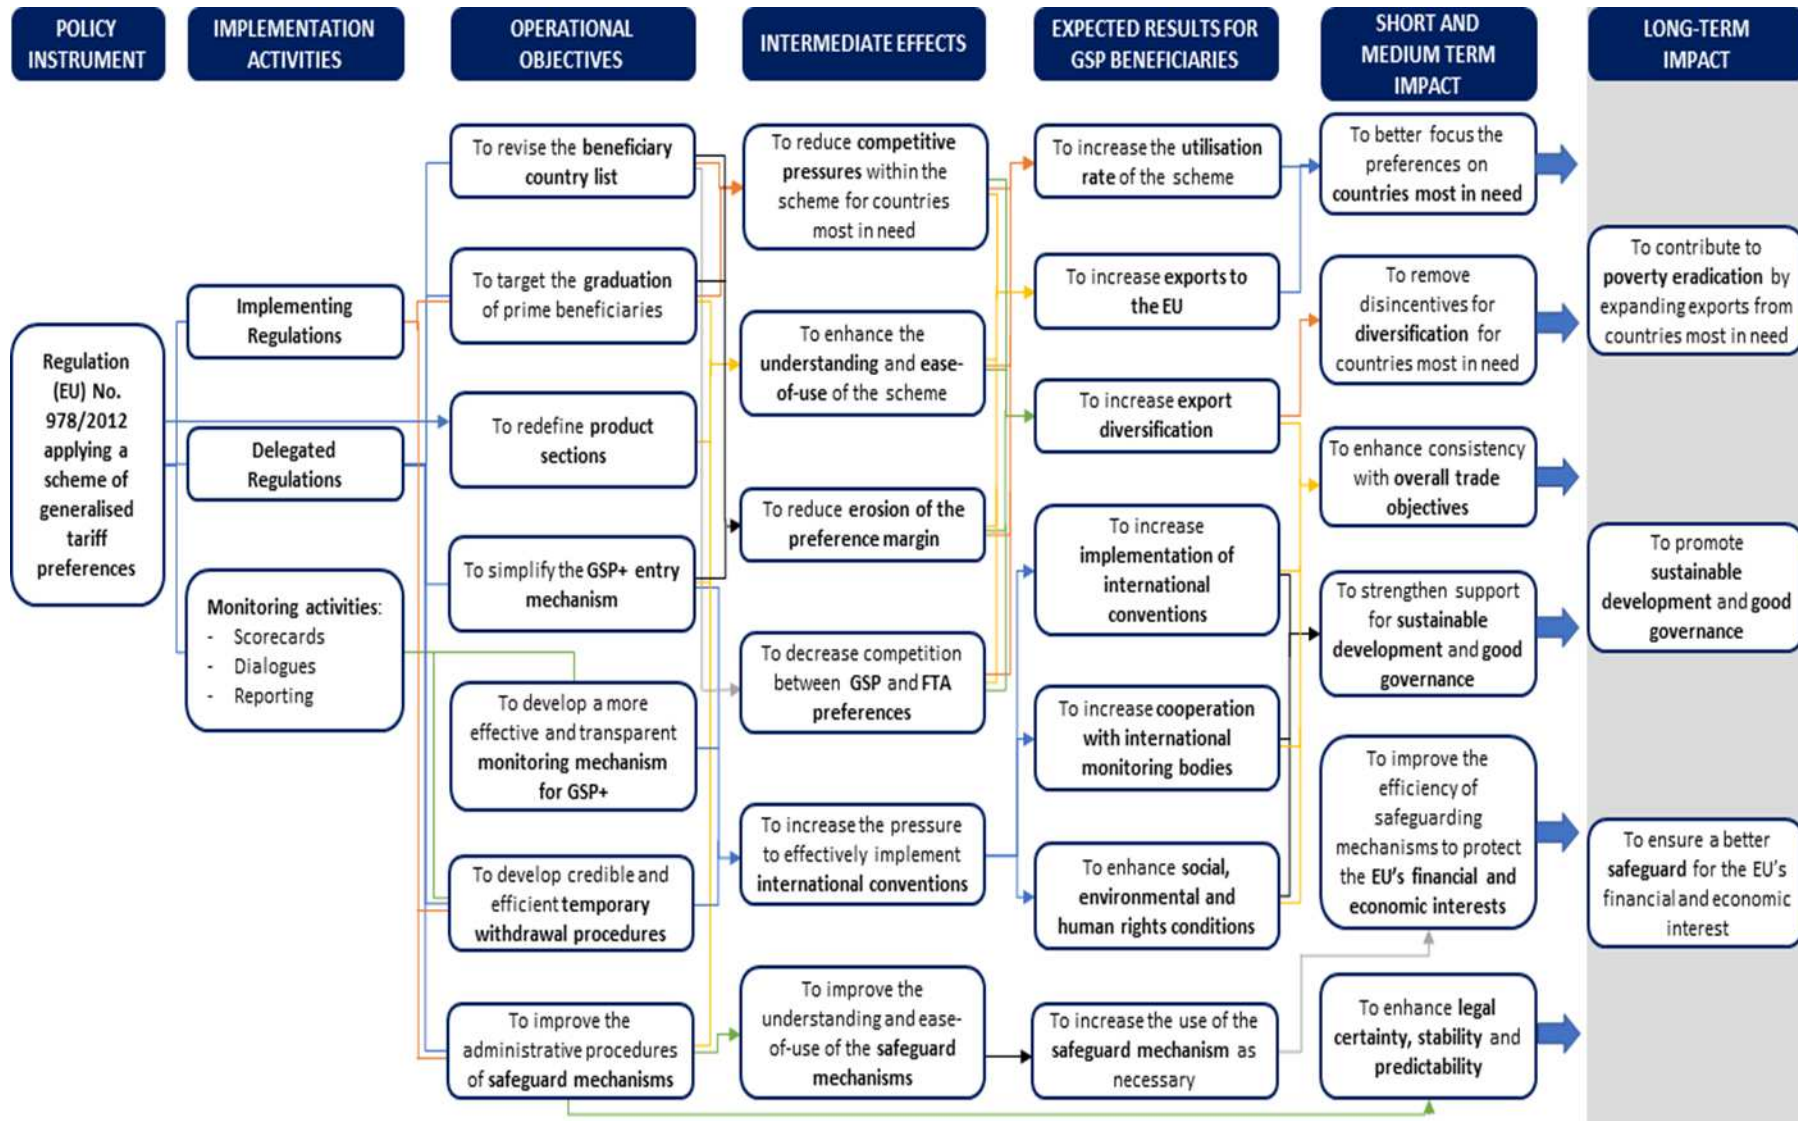 POLICY
INSTRUMENT
IMPLEMENTATION
ACTIVITIES
OPERATIONAL
OBJECTIVES
INTERMEDIATE EFFECTS
EXPECTED RESULTS FOR
GSP BENEFICIARIES
SHORT AND
MEDIUM TERM
IMPACT
LONG-TERM
IMPACT
Regulation
(EU) No.
978/2012
applying a
scheme of
generalised
tariff
preferences
Implementing
Regulations
Delegated
Regulations
Monitoring activities:
- Scorecards
- Dialogues
- Reporting
To revise the beneficiary
country list
To target the graduation
of prime beneficiaries
To redefine product
sections
To simplify the GSP+ entry
mechanism
To develop a more
effective and transparent
monitoring mechanism
for GSP+
To develop credible and
efficient temporary
withdrawal procedures
To improve the
administrative procedures
of safeguard mechanisms
To reduce competitive
pressures within the
scheme for countries
most in need
To enhance the
understanding and ease-
of-use of the scheme
To reduce erosion of the
preference margin
To decrease competition
between GSP and FTA
preferences
To increase the pressure
to effectively implement
international conventions
To improve the
understanding and ease-
of-use of the safeguard
mechanisms
To increase the utilisation
rate of the scheme
To increase exports to
the EU
To increase export
diversification
To increase
implementation of
international
conventions
To increase cooperation
with international
monitoring bodies
To enhance social,
environmental and
human rights conditions
To increase the use of the
safeguard mechanism as
necessary
To better focus the
preferences on
countries most in need
To remove
disincentives for
diversification for
countries most in need
To enhance consistency
with overall trade
objectives
To strengthen support
for sustainable
development and good
governance
To improve the
efficiency of
safeguarding
mechanisms to protect
the EU's financial and
economic interests
To enhance legal
certainty, stability and
predictability
To contribute to
poverty eradication by
expanding exports from
countries most in need
To promote
sustainable
development and good
governance
To ensure a better
safeguard for the EU's
financial and economic
interest